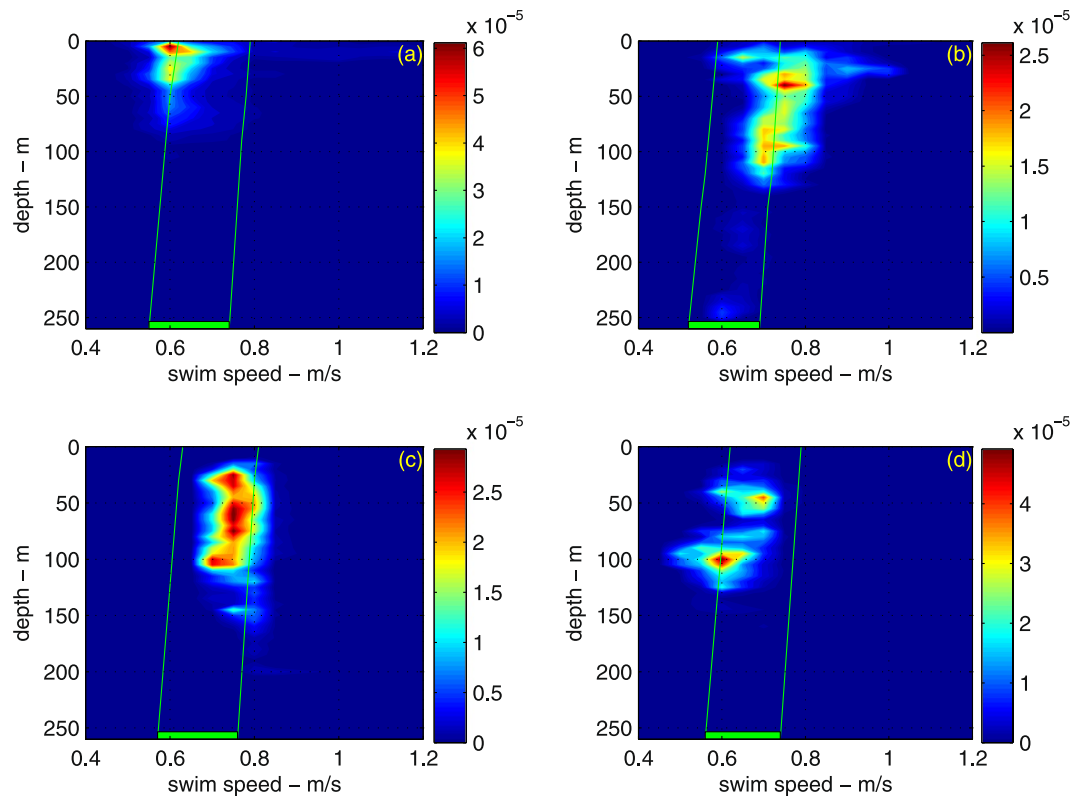 x 10⁻⁵
x 10⁻⁵
0 (a) 6
0 (b) 2.5
50 5
50 2
100 4
100 1.5
depth – m
depth – m
150 3
150 1
200 2
200 0.5
250 1
250
0
0.4 0.6 0.8 1 1.2
0.4 0.6 0.8 1 1.2
swim speed – m/s
swim speed – m/s
x 10⁻⁵
x 10⁻⁵
0 (c) 2.5
0 (d) 4
50 2
50 3
100 1.5
100
depth – m
depth – m
150 1
150 2
200 0.5
200 1
250 0
250 0
0.4 0.6 0.8 1 1.2
0.4 0.6 0.8 1 1.2
swim speed – m/s
swim speed – m/s